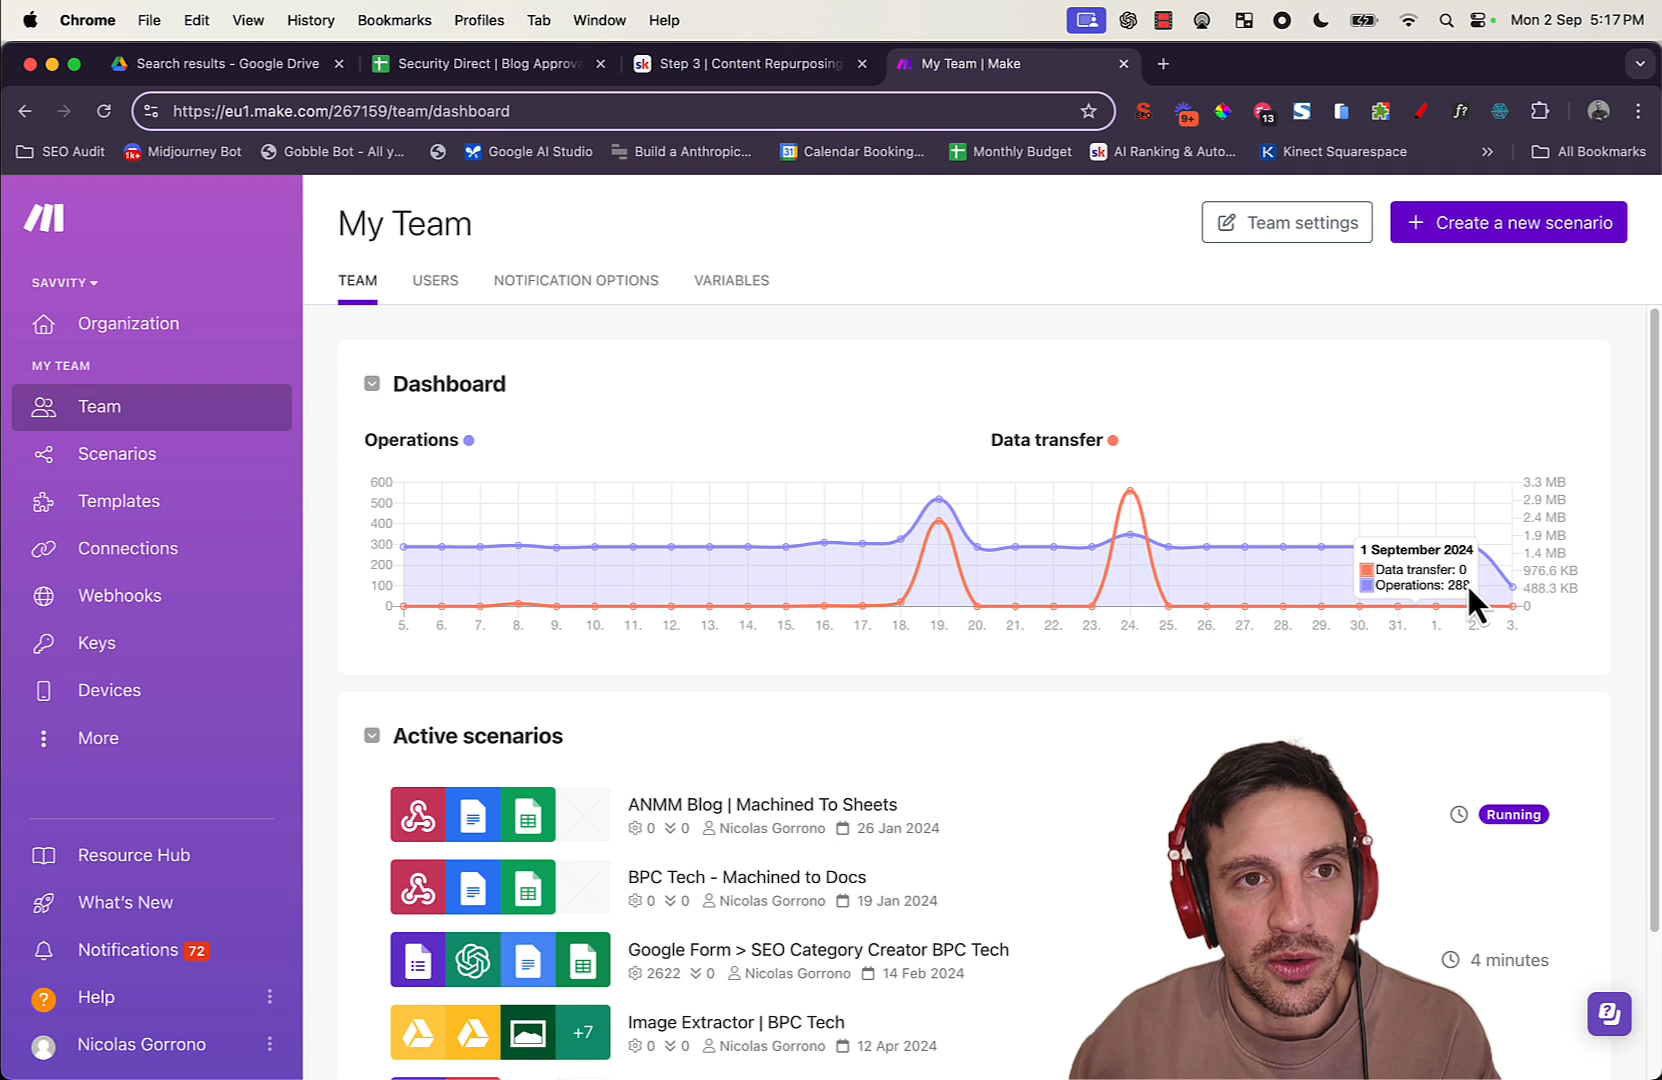 Chrome File Edit View History Bookmarks Profiles Tab Window Help Mon 2 Sep 5:17 PM
Search results - Google Drive
Security Direct | Blog Approva
sk Step 3 | Content Repurposing
My Team | Make
https://eu1.make.com/267159/team/dashboard
9+
13
f?
SEO Audit
1k+ Midjourney Bot
Gobble Bot - All y...
Google AI Studio
Build a Anthropic...
31 Calendar Booking...
Monthly Budget
sk AI Ranking & Auto...
K Kinect Squarespace
» All Bookmarks
SAVVITY
Organization
MY TEAM
Team
Scenarios
Templates
Connections
Webhooks
Keys
Devices
More
Resource Hub
What's New
Notifications 72
? Help
Nicolas Gorrono
My Team
Team settings
+ Create a new scenario
TEAM USERS NOTIFICATION OPTIONS VARIABLES
Dashboard
Operations
Data transfer
600
500
400
300
200
100
0
3.3 MB
2.9 MB
2.4 MB
1.9 MB
1.4 MB
976.6 KB
488.3 KB
0
1 September 2024
Data transfer: 0
Operations: 288
5. 6. 7. 8. 9. 10. 11. 12. 13. 14. 15. 16. 17. 18. 19. 20. 21. 22. 23. 24. 25. 26. 27. 28. 29. 30. 31. 1. 2. 3.
Active scenarios
ANMM Blog | Machined To Sheets
0 0 Nicolas Gorrono 26 Jan 2024
Running
BPC Tech - Machined to Docs
0 0 Nicolas Gorrono 19 Jan 2024
Google Form > SEO Category Creator BPC Tech
2622 0 Nicolas Gorrono 14 Feb 2024
4 minutes
+7
Image Extractor | BPC Tech
0 0 Nicolas Gorrono 12 Apr 2024